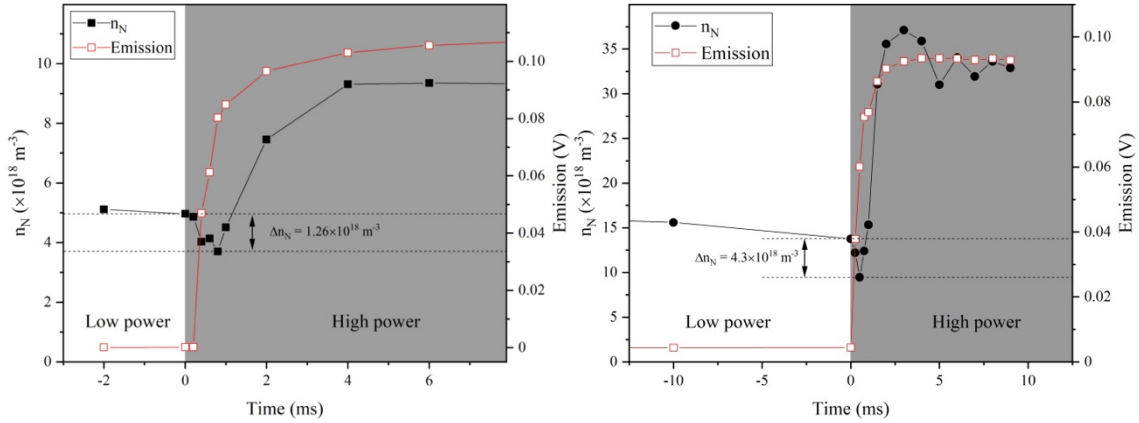 n_N
Emission
n_N (×10^18 m^-3)
10
8
6
4
2
0
0.10
0.08
0.06
0.04
0.02
0.00
Emission (V)
Δn_N = 1.26×10^18 m^-3
Low power
High power
-2
0
2
4
6
Time (ms)
n_N
Emission
n_N (×10^18 m^-3)
35
30
25
20
15
10
5
0
0.10
0.08
0.06
0.04
0.02
0.00
Emission (V)
Δn_N = 4.3×10^18 m^-3
Low power
High power
-10
-5
0
5
10
Time (ms)